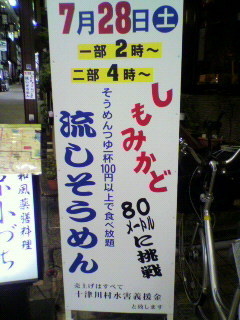 7月28日土
一部 2時～
二部 4時～
しもみかど
80メートルに挑戦
そうめんつゆ一杯100円以上で食べ放題
流しそうめん
売上げはすべて
十津川村水害義援金
と致します
和風薬膳料理